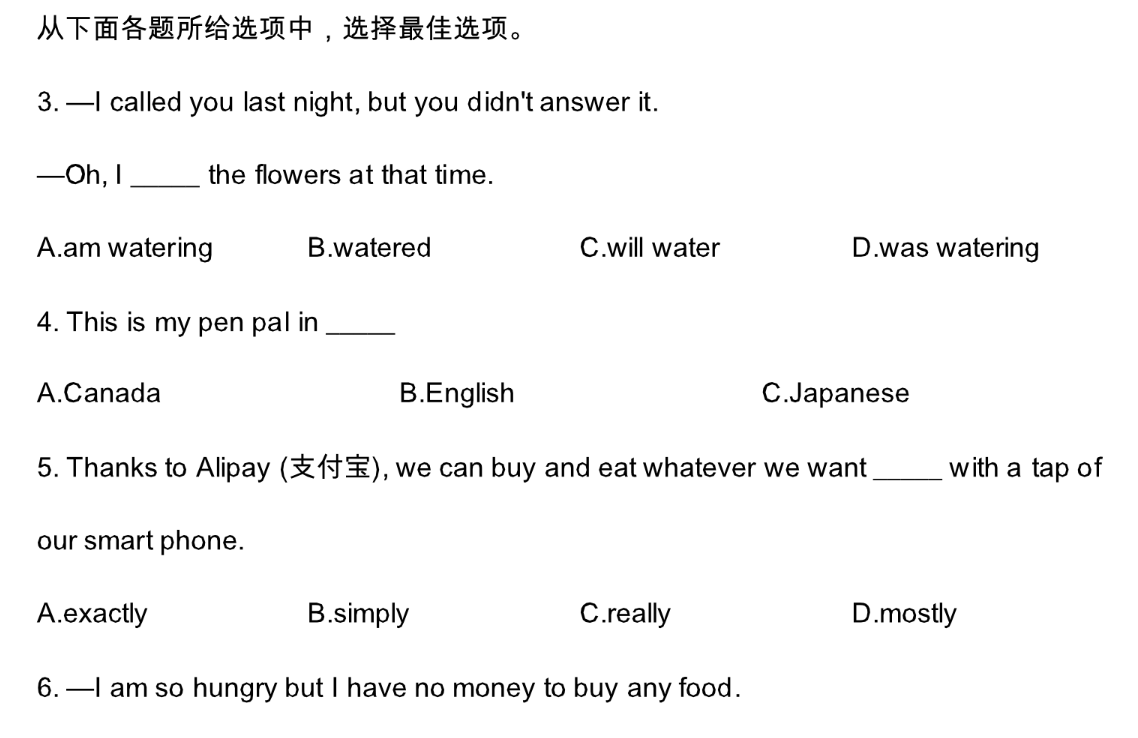 从下面各题所给选项中，选择最佳选项。
3. —I called you last night, but you didn't answer it.
—Oh, I _____ the flowers at that time.
A.am watering B.watered C.will water D.was watering
4. This is my pen pal in _____
A.Canada B.English C.Japanese
5. Thanks to Alipay (支付宝), we can buy and eat whatever we want _____ with a tap of
our smart phone.
A.exactly B.simply C.really D.mostly
6. —I am so hungry but I have no money to buy any food.